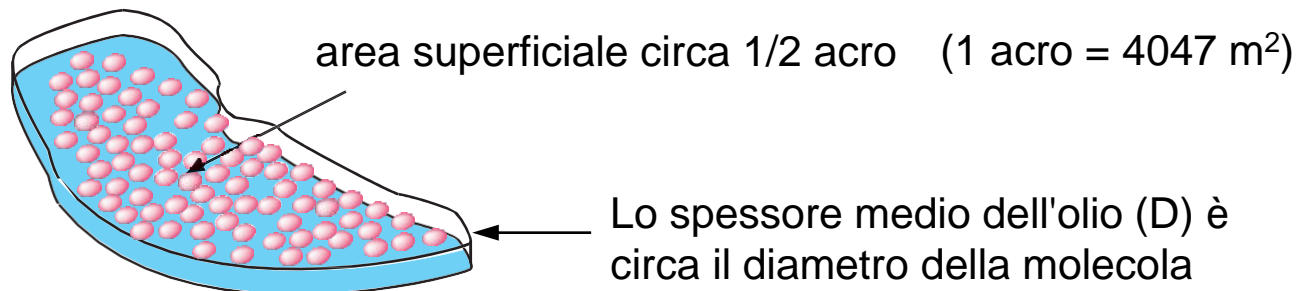 area superficiale circa 1/2 acro (1 acro = 4047 m²)
Lo spessore medio dell'olio (D) è
circa il diametro della molecola